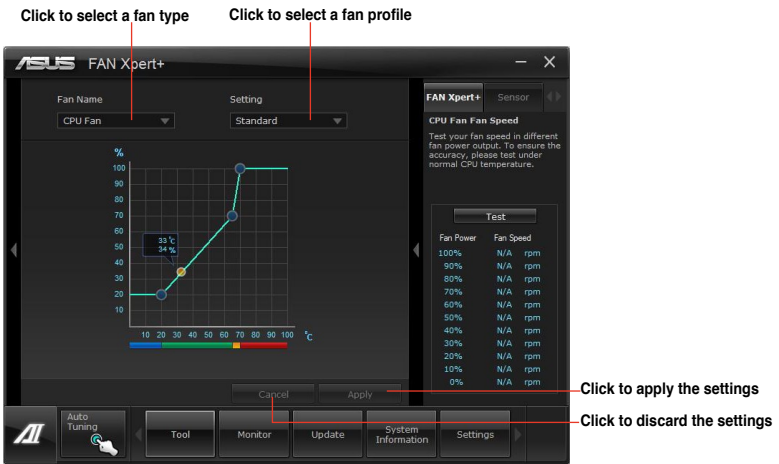 Click to select a fan type
Click to select a fan profile
ASUS FAN Xpert+
Fan Name
Setting
CPU Fan
Standard
%
100
90
80
70
60
50
40
30
20
10
33 °C
34 %
10 20 30 40 50 60 70 80 90 100 °C
Cancel
Apply
FAN Xpert+
Sensor
CPU Fan Fan Speed
Test your fan speed in different
fan power output. To ensure the
accuracy, please test under
normal CPU temperature.
Test
Fan Power Fan Speed
100% N/A rpm
90% N/A rpm
80% N/A rpm
70% N/A rpm
60% N/A rpm
50% N/A rpm
40% N/A rpm
30% N/A rpm
20% N/A rpm
10% N/A rpm
0% N/A rpm
Click to apply the settings
Click to discard the settings
AI
Auto
Tuning
Tool
Monitor
Update
System
Information
Settings